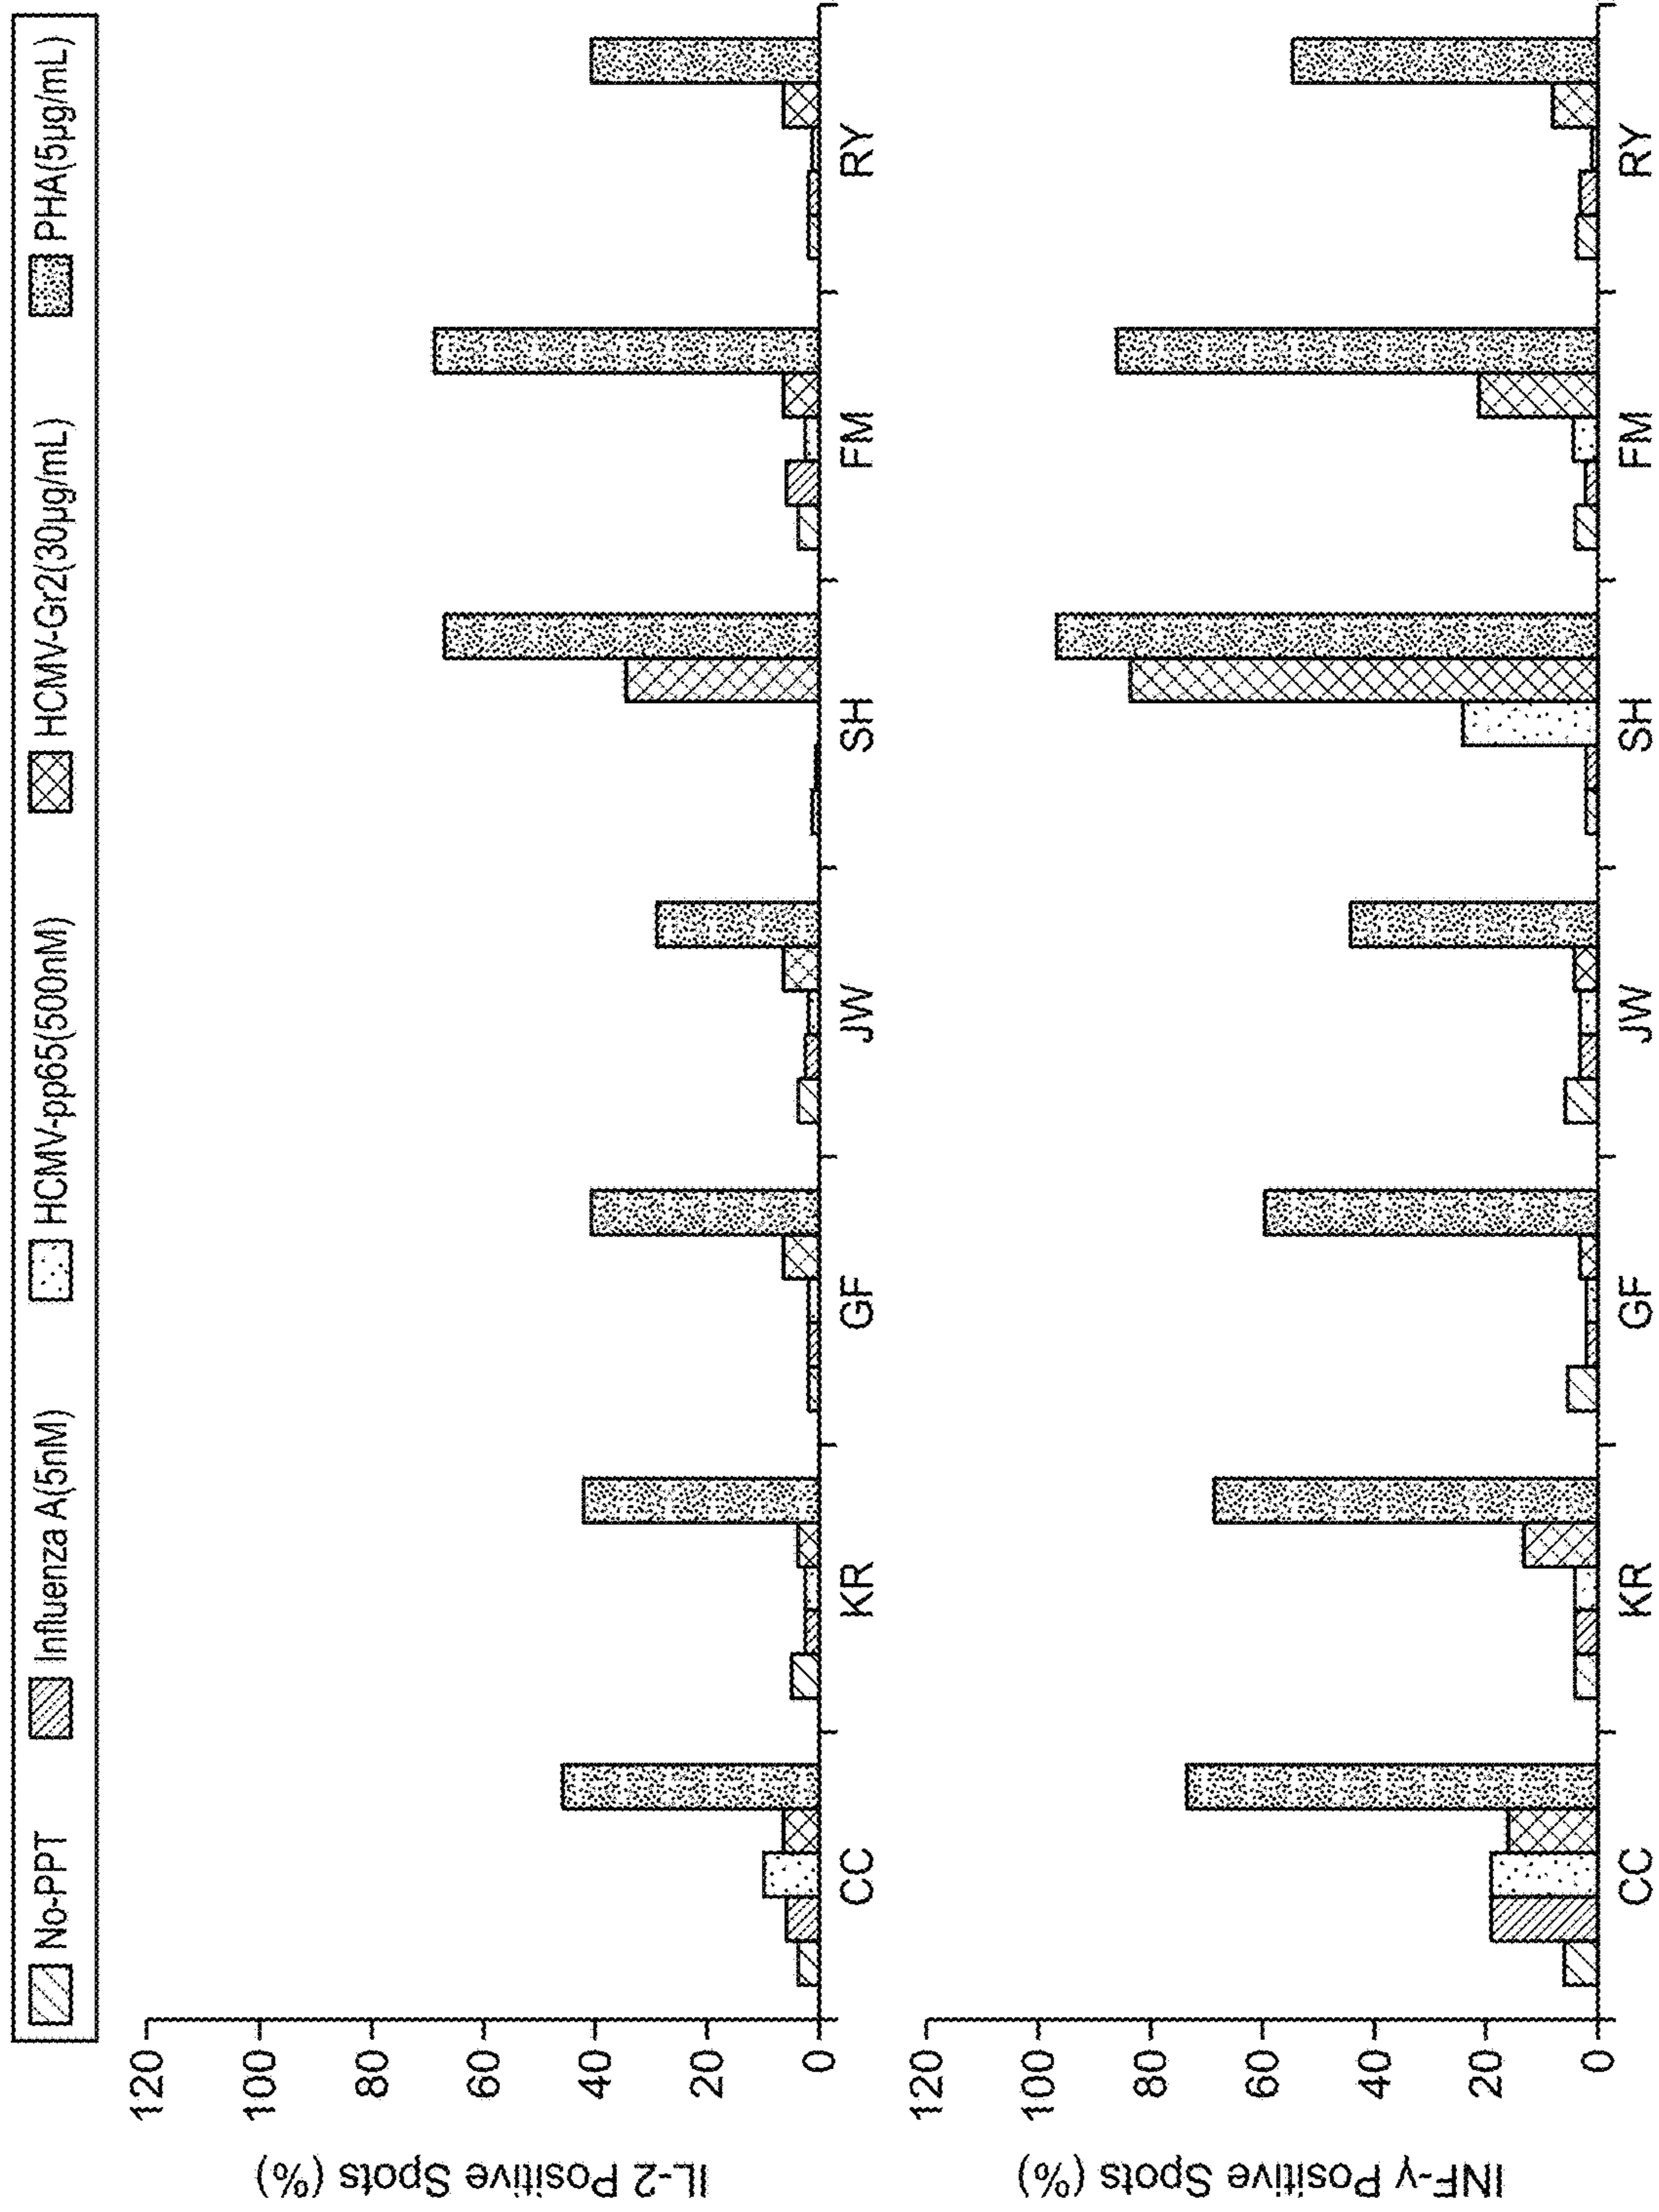 No-PPT Influenza A(5nM) HCMV-pp65(500nM) HCMV-Gr2(30µg/mL) PHA(5µg/mL)
IL-2 Positive Spots (%)
120
100
80
60
40
20
0
CC KR GF JW SH FM RY
INF-γ Positive Spots (%)
120
100
80
60
40
20
0
CC KR GF JW SH FM RY